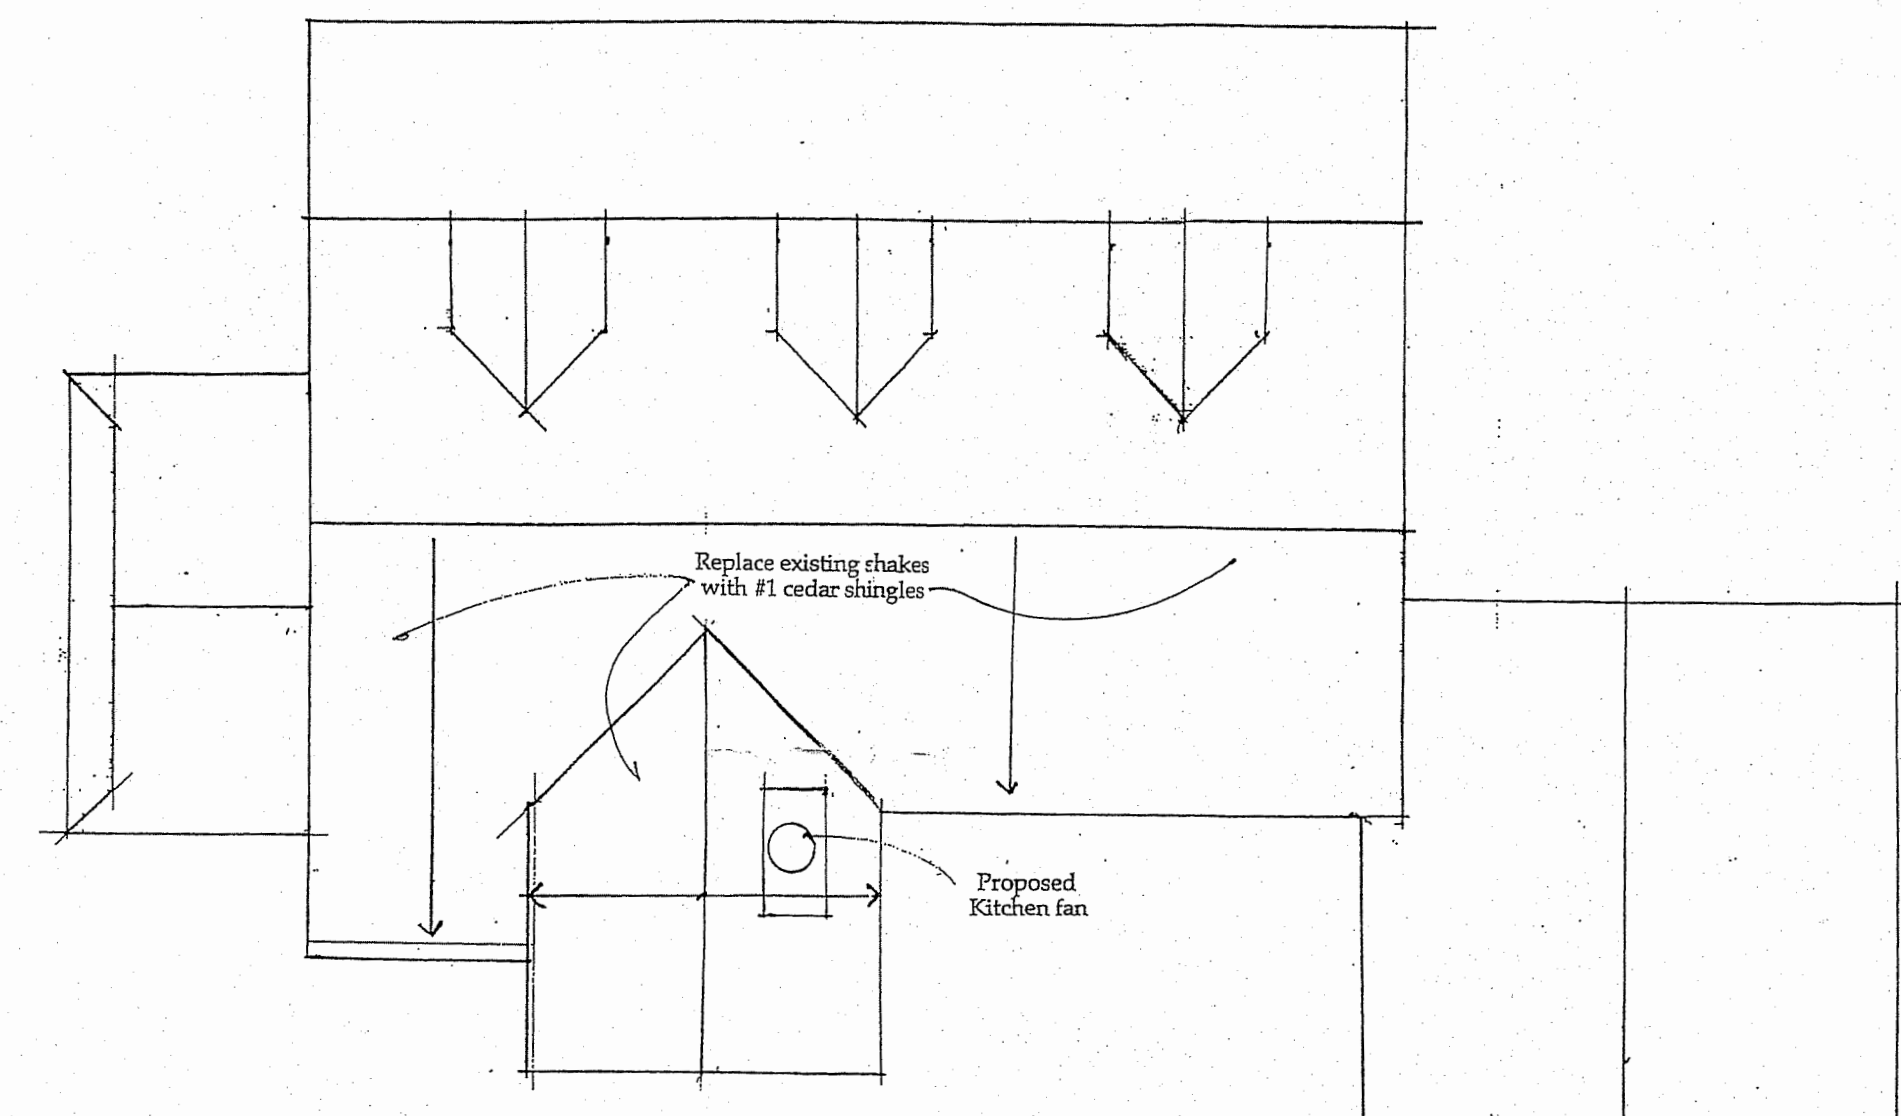 Replace existing shakes
with #1 cedar shingles
Proposed
Kitchen fan